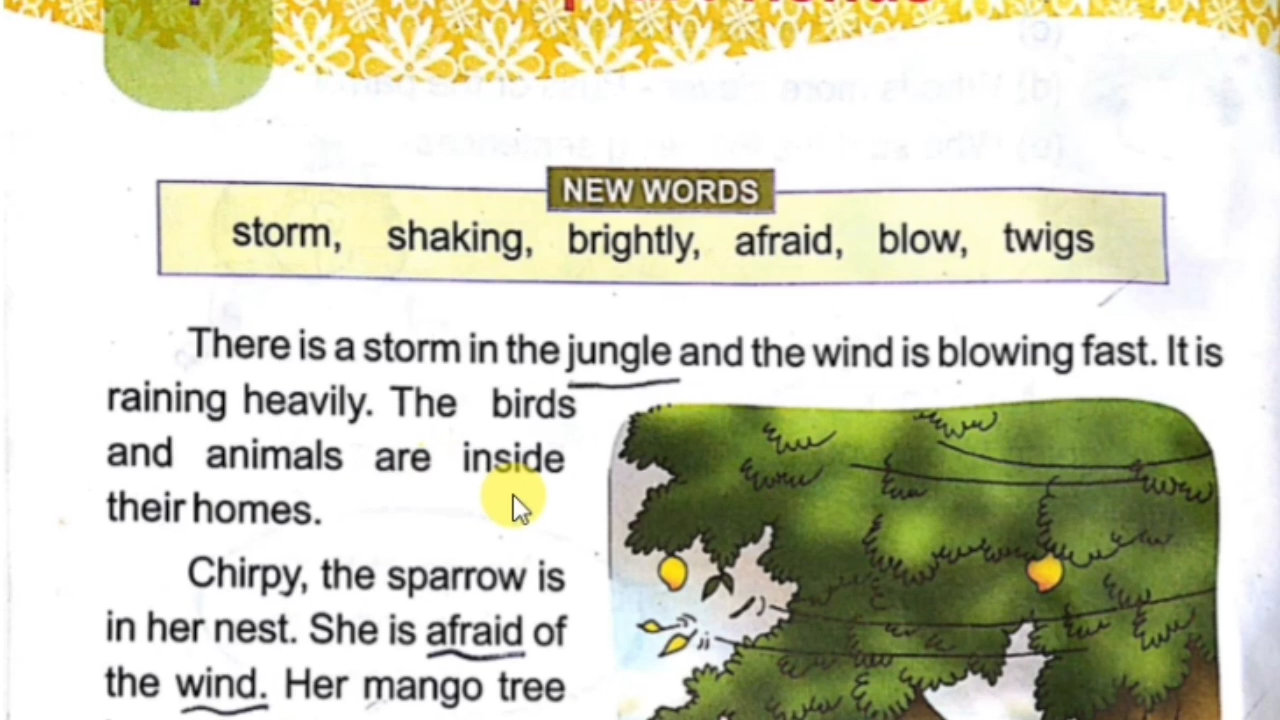 NEW WORDS
storm, shaking, brightly, afraid, blow, twigs
There is a storm in the jungle and the wind is blowing fast. It is
raining heavily. The birds
and animals are inside
their homes.
Chirpy, the sparrow is
in her nest. She is afraid of
the wind. Her mango tree